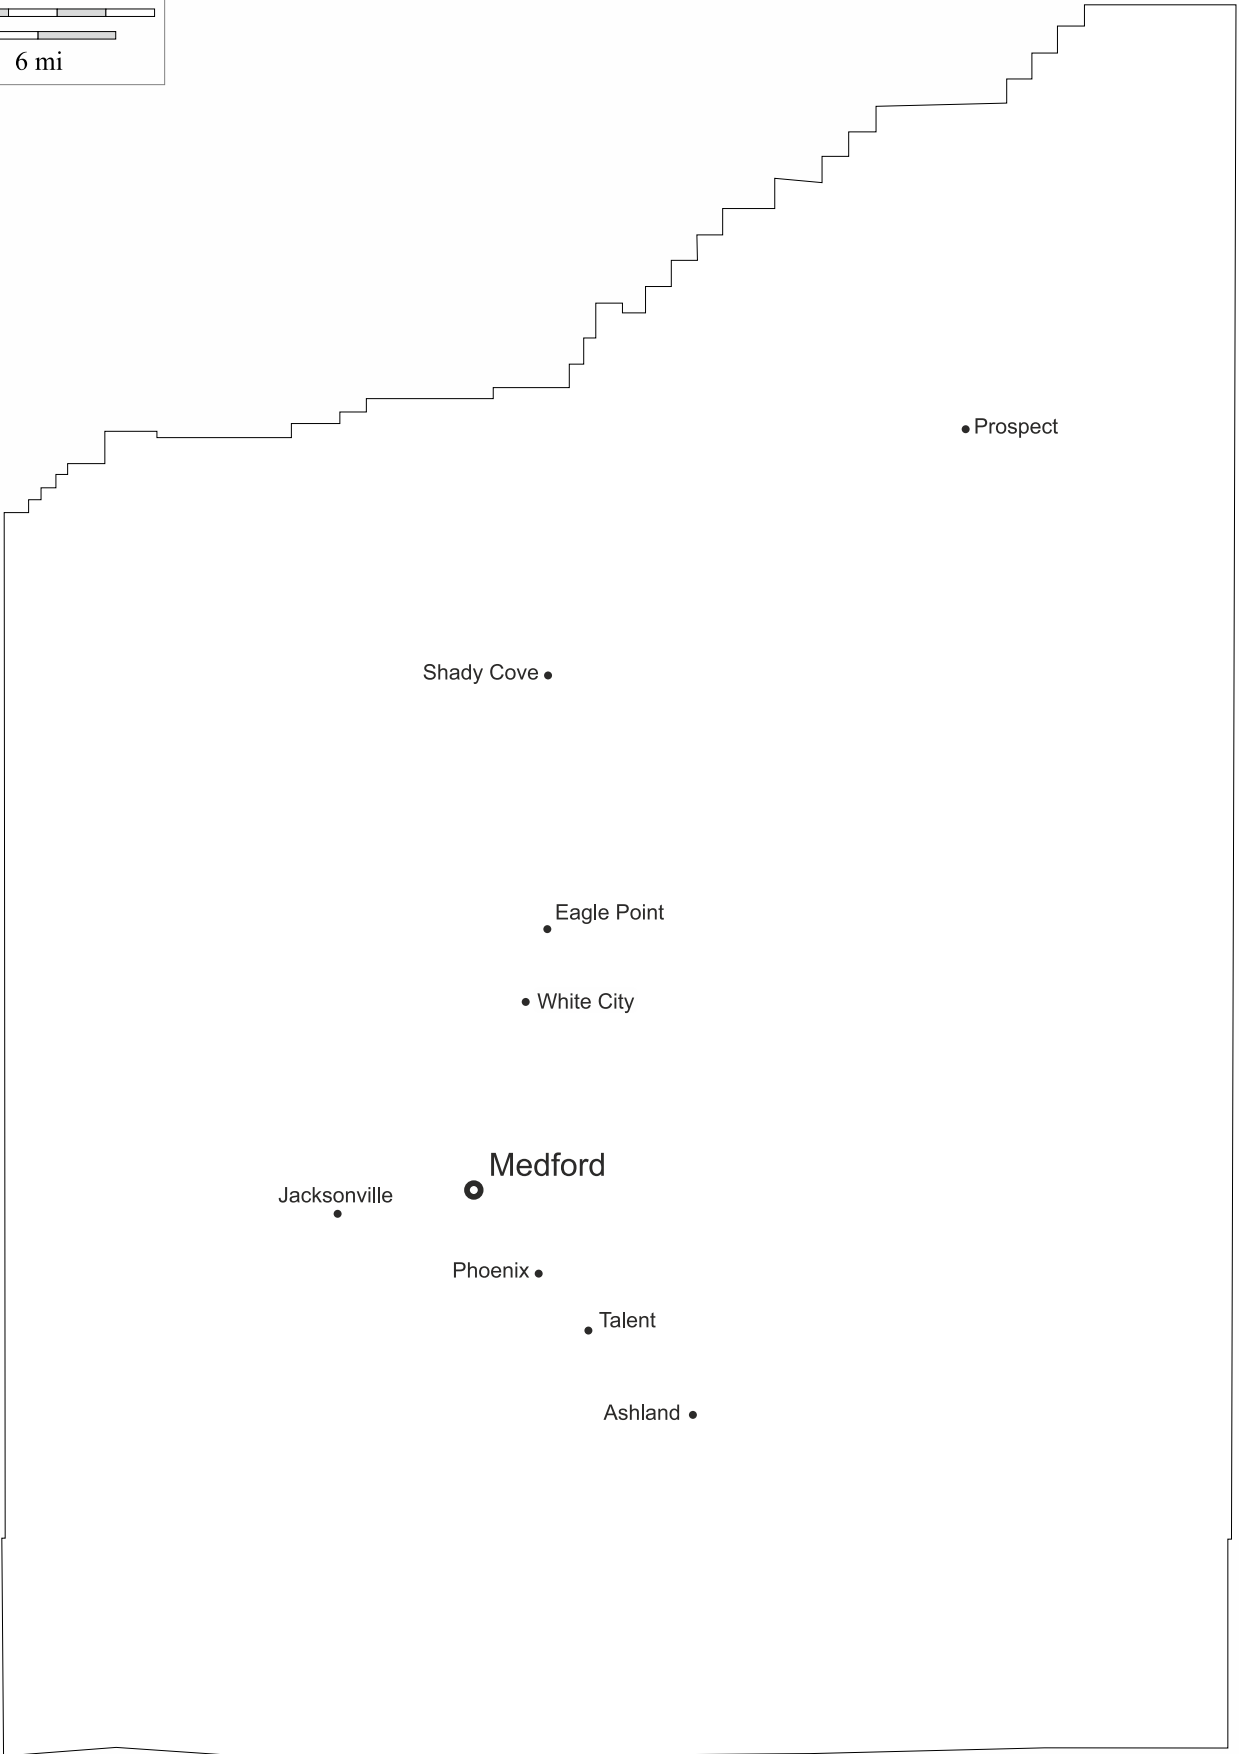 6 mi
Prospect
Shady Cove
Eagle Point
White City
Medford
Jacksonville
Phoenix
Talent
Ashland